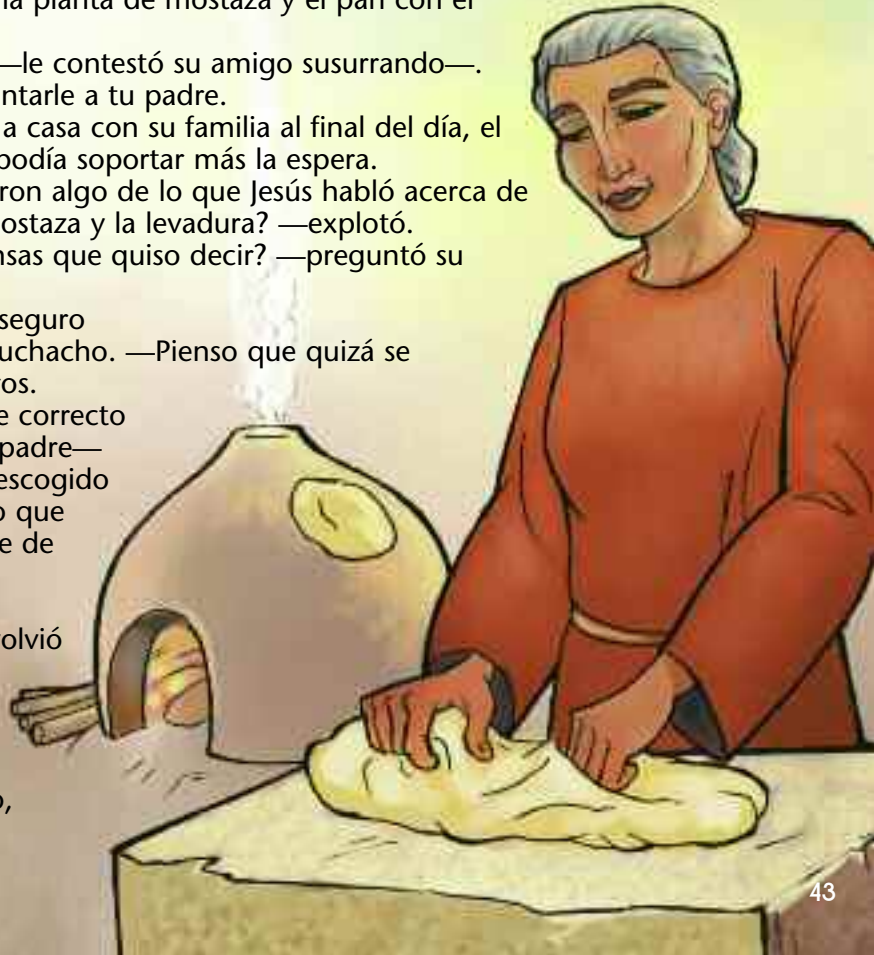 na planta de mostaza y el pan con el
—le contestó su amigo susurrando—.
ntarle a tu padre.
a casa con su familia al final del día, el
podía soportar más la espera.
ron algo de lo que Jesús habló acerca de
ostaza y la levadura? —explotó.
nsas que quiso decir? —preguntó su
seguro
uchacho. —Pienso que quizá se
os.
e correcto
padre—
escogido
o que
e de
olvió
o,
43